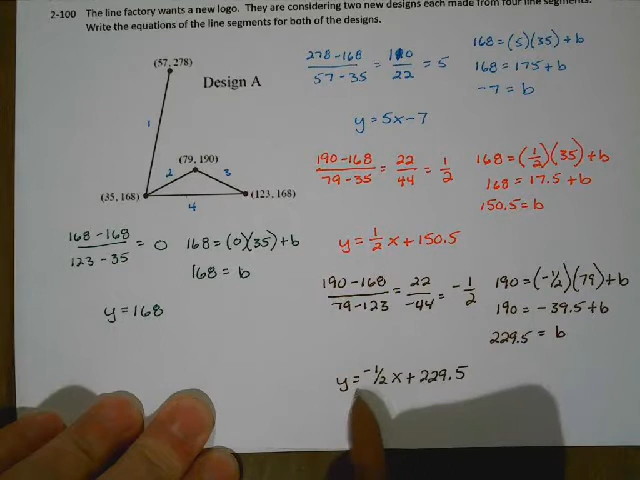 2-100 The line factory wants a new logo. They are considering two new designs each made from four line segments.
Write the equations of the line segments for both of the designs.
(57, 278)
Design A
1
(79, 190)
2
3
(35, 168)
(123, 168)
4
278-168 / 57-35 = 110/22 = 5
168=(5)(35)+b
168=175+b
-7=b
y=5x-7
190-168 / 79-35 = 22/44 = 1/2
168=(1/2)(35)+b
168=17.5+b
150.5=b
y=1/2x+150.5
168-168 / 123-35 = 0
168=(0)(35)+b
168=b
y=168
190-168 / 79-123 = 22/-44 = -1/2
190=(-1/2)(79)+b
190=-39.5+b
229.5=b
y=-1/2x+229.5